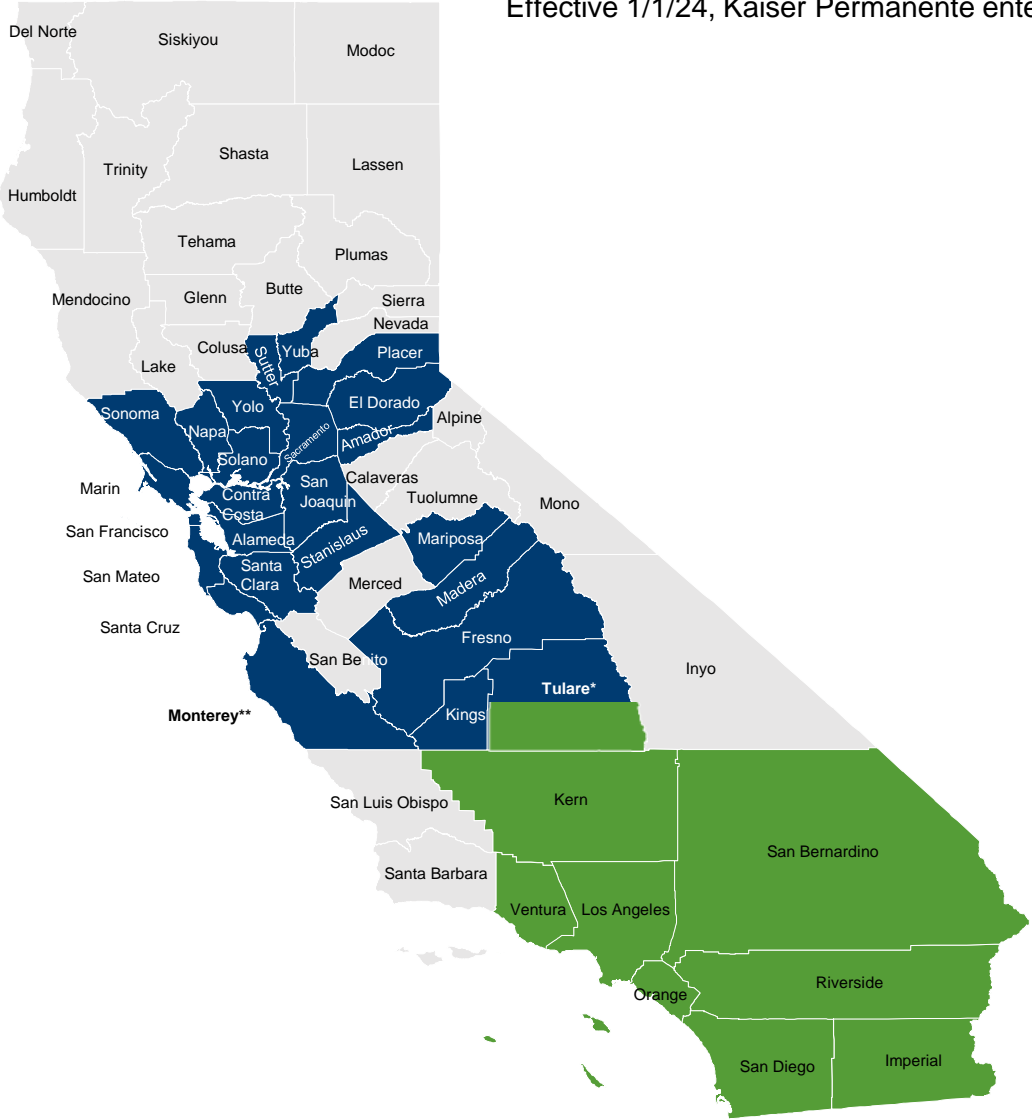 Effective 1/1/24, Kaiser Permanente ente
Del Norte
Siskiyou
Modoc
Shasta
Trinity
Lassen
Humboldt
Tehama
Plumas
Butte
Mendocino
Glenn
Sierra
Nevada
Colusa
Sutter
Yuba
Placer
Lake
Sonoma
Yolo
El Dorado
Napa
Alpine
Sacramento
Amador
Solano
Marin
Contra
Costa
San
Joaquin
Calaveras
Tuolumne
Mono
San Francisco
Alameda
Stanislaus
Mariposa
San Mateo
Santa
Clara
Merced
Madera
Santa Cruz
Fresno
San Benito
Inyo
Tulare*
Monterey**
Kings
San Luis Obispo
Kern
San Bernardino
Santa Barbara
Ventura
Los Angeles
Riverside
Orange
San Diego
Imperial